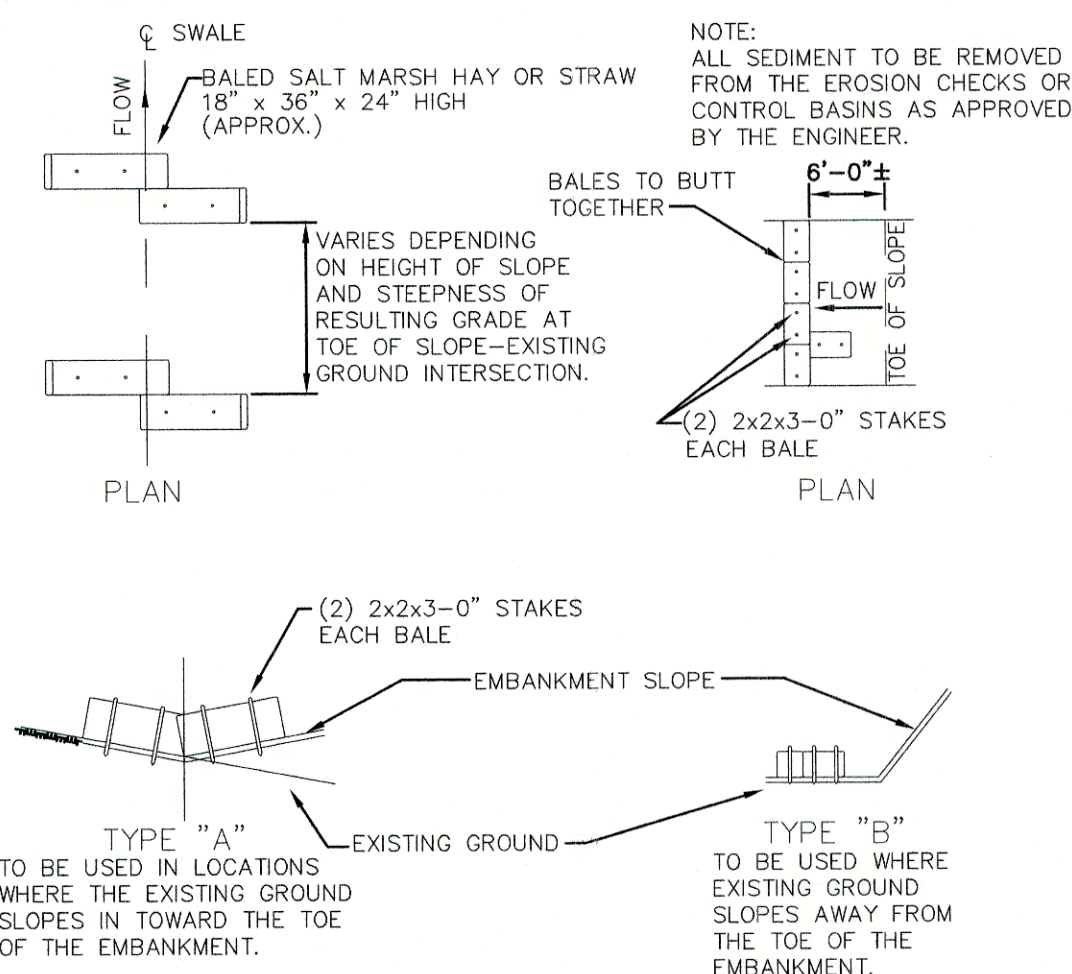 ℄ SWALE
FLOW
BALED SALT MARSH HAY OR STRAW
18" x 36" x 24" HIGH
(APPROX.)
VARIES DEPENDING
ON HEIGHT OF SLOPE
AND STEEPNESS OF
RESULTING GRADE AT
TOE OF SLOPE-EXISTING
GROUND INTERSECTION.
PLAN
NOTE:
ALL SEDIMENT TO BE REMOVED
FROM THE EROSION CHECKS OR
CONTROL BASINS AS APPROVED
BY THE ENGINEER.
6'-0"±
BALES TO BUTT
TOGETHER
FLOW
TOE OF SLOPE
(2) 2x2x3-0" STAKES
EACH BALE
PLAN
(2) 2x2x3-0" STAKES
EACH BALE
EMBANKMENT SLOPE
EXISTING GROUND
TYPE "A"
TO BE USED IN LOCATIONS
WHERE THE EXISTING GROUND
SLOPES IN TOWARD THE TOE
OF THE EMBANKMENT.
TYPE "B"
TO BE USED WHERE
EXISTING GROUND
SLOPES AWAY FROM
THE TOE OF THE
EMBANKMENT.